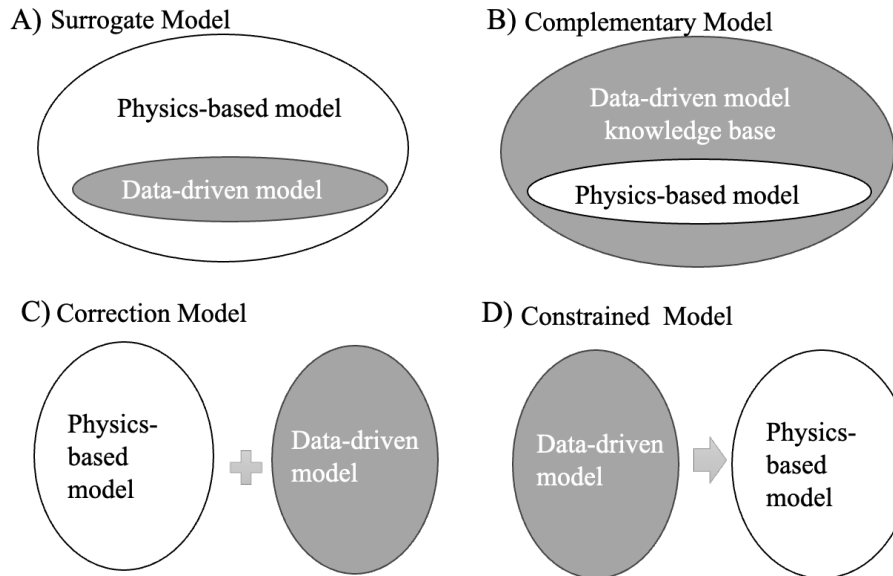 A) Surrogate Model
Physics-based model
Data-driven model
B) Complementary Model
Data-driven model
knowledge base
Physics-based model
C) Correction Model
Physics-
based
model
Data-driven
model
D) Constrained Model
Data-driven
model
Physics-
based
model